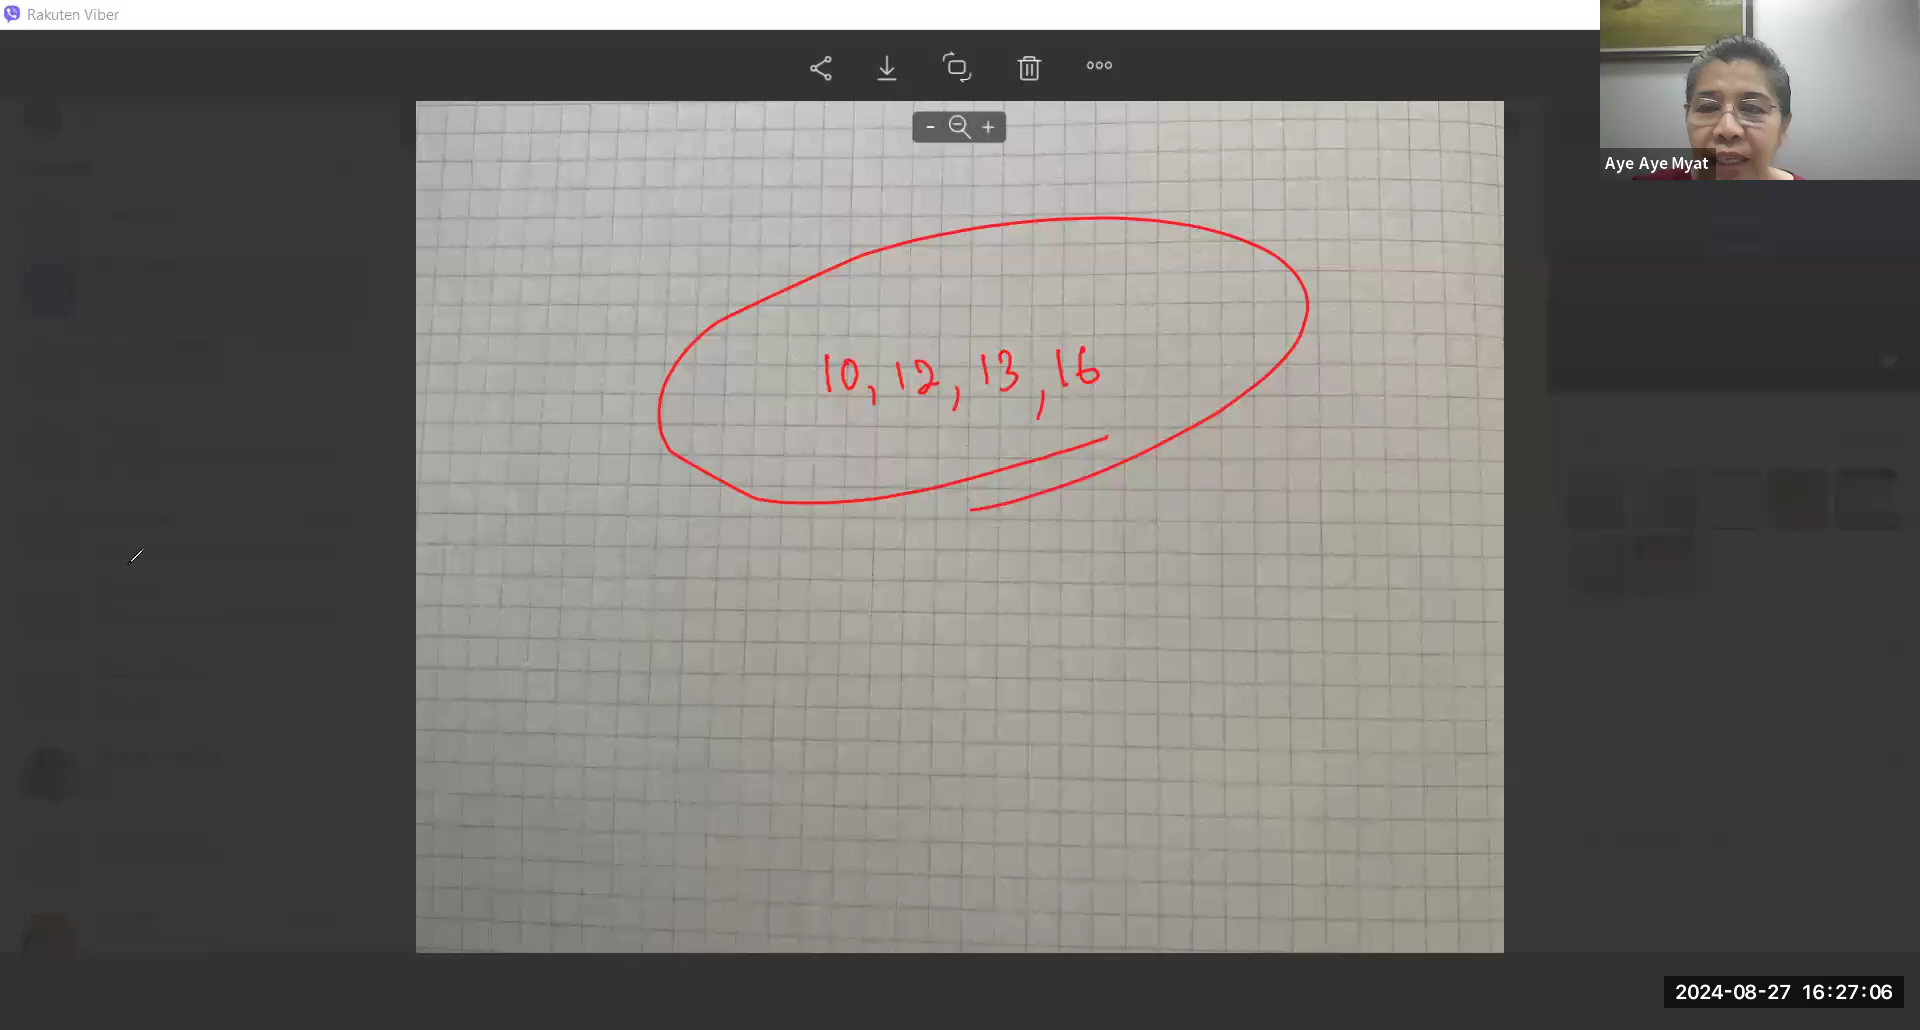 Rakuten Viber
Aye Aye Myat
10, 12, 13, 16
2024-08-27 16:27:06